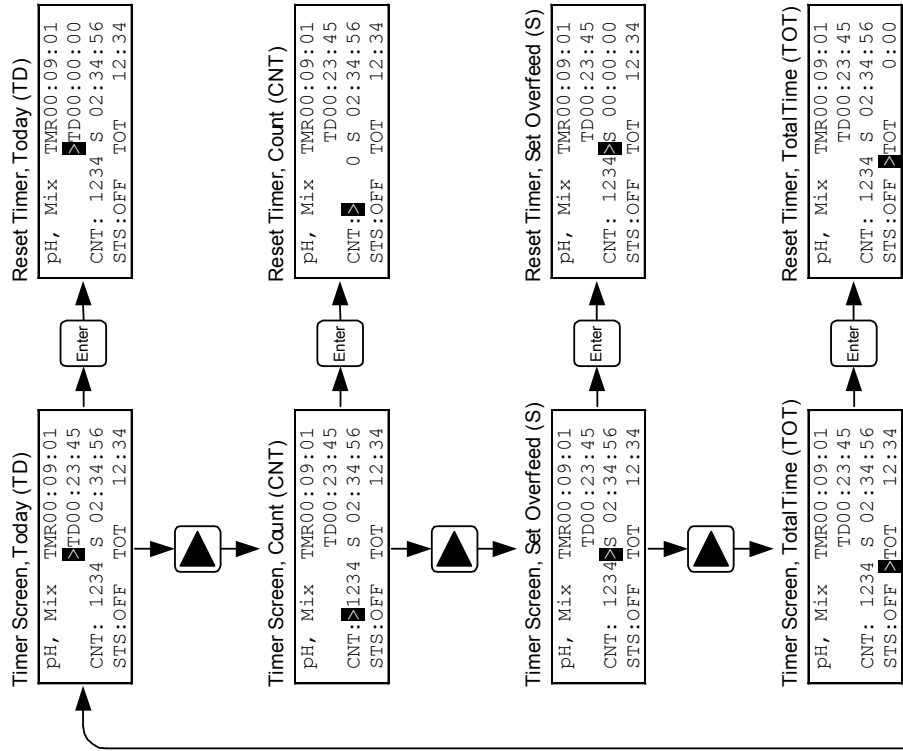 Timer Screen, Today (TD)
pH, Mix TMR00:09:01
>TD00:23:45
CNT: 1234 S 02:34:56
STS:OFF TOT 12:34
Enter
Reset Timer, Today (TD)
pH, Mix TMR00:09:01
>TD00:00:00
CNT: 1234 S 02:34:56
STS:OFF TOT 12:34
Timer Screen, Count (CNT)
pH, Mix TMR00:09:01
TD00:23:45
CNT:>1234 S 02:34:56
STS:OFF TOT 12:34
Enter
Reset Timer, Count (CNT)
pH, Mix TMR00:09:01
TD00:23:45
CNT:> 0 S 02:34:56
STS:OFF TOT 12:34
Timer Screen, Set Overfeed (S)
pH, Mix TMR00:09:01
TD00:23:45
CNT: 1234>S 02:34:56
STS:OFF TOT 12:34
Enter
Reset Timer, Set Overfeed (S)
pH, Mix TMR00:09:01
TD00:23:45
CNT: 1234>S 00:00:00
STS:OFF TOT 12:34
Timer Screen, Total Time (TOT)
pH, Mix TMR00:09:01
TD00:23:45
CNT: 1234 S 02:34:56
STS:OFF >TOT 12:34
Enter
Reset Timer, Total Time (TOT)
pH, Mix TMR00:09:01
TD00:23:45
CNT: 1234 S 02:34:56
STS:OFF >TOT 0:00